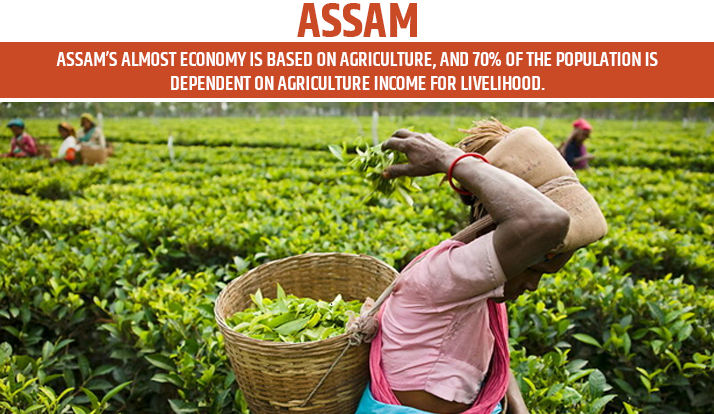 ASSAM
ASSAM'S ALMOST ECONOMY IS BASED ON AGRICULTURE, AND 70% OF THE POPULATION IS
DEPENDENT ON AGRICULTURE INCOME FOR LIVELIHOOD.